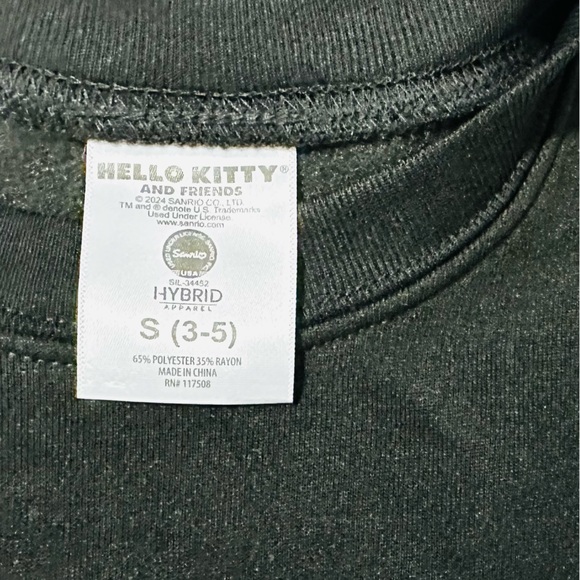 HELLO KITTY®
AND FRIENDS
© 2024 SANRIO CO., LTD.
TM and ® denote U.S. Trademarks
Used Under License.
www.sanrio.com
Sanrio
USA
SIL-34452
HYBRID
APPAREL
S (3-5)
65% POLYESTER 35% RAYON
MADE IN CHINA
RN# 117508